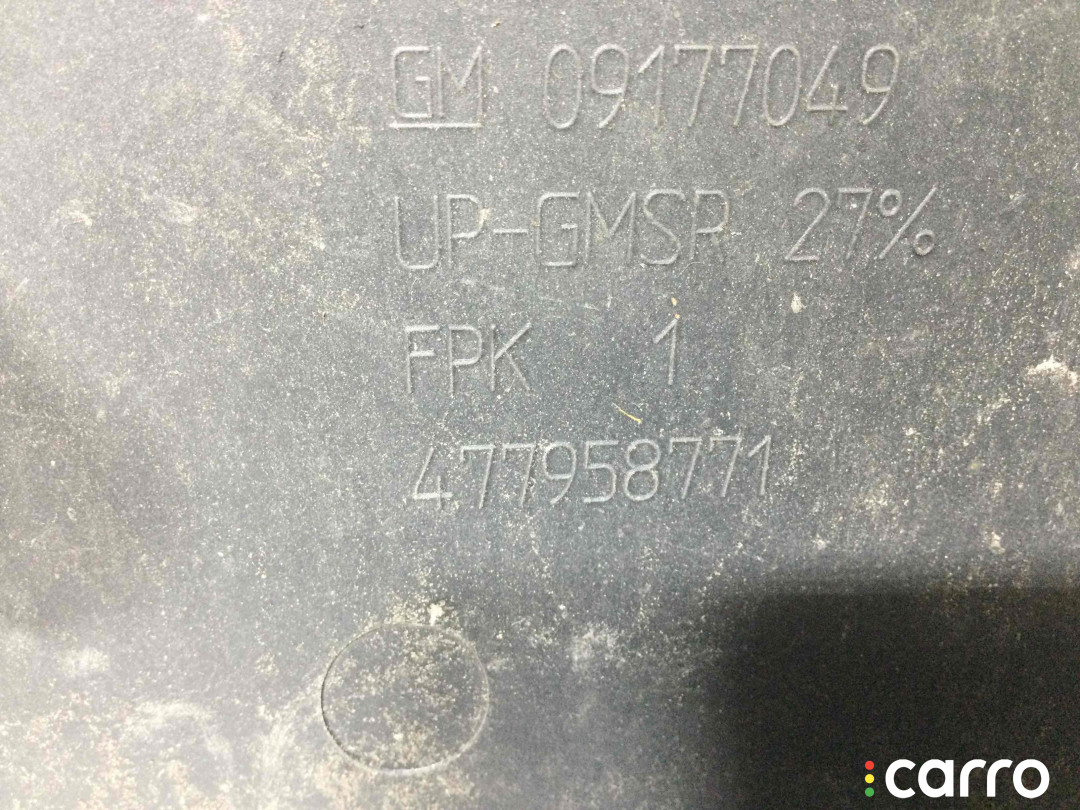 GM 09177049
UP-GMSR 27%
FPK 1
477958771
carro